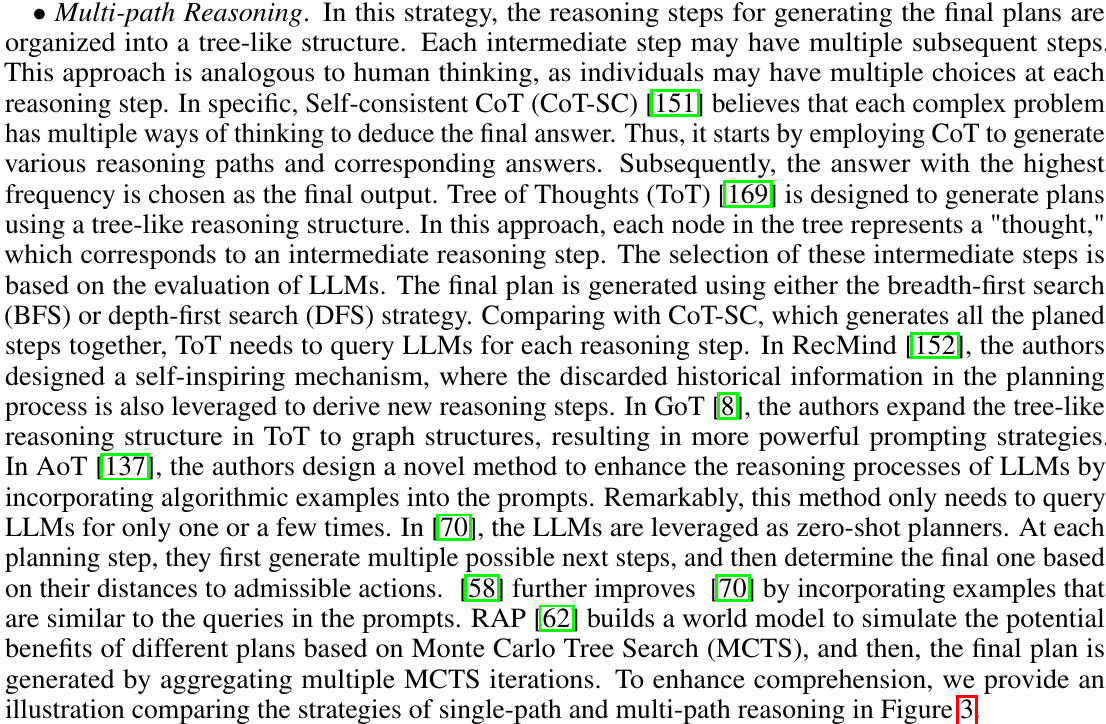 • Multi-path Reasoning. In this strategy, the reasoning steps for generating the final plans are
organized into a tree-like structure. Each intermediate step may have multiple subsequent steps.
This approach is analogous to human thinking, as individuals may have multiple choices at each
reasoning step. In specific, Self-consistent CoT (CoT-SC) [151] believes that each complex problem
has multiple ways of thinking to deduce the final answer. Thus, it starts by employing CoT to generate
various reasoning paths and corresponding answers. Subsequently, the answer with the highest
frequency is chosen as the final output. Tree of Thoughts (ToT) [169] is designed to generate plans
using a tree-like reasoning structure. In this approach, each node in the tree represents a "thought,"
which corresponds to an intermediate reasoning step. The selection of these intermediate steps is
based on the evaluation of LLMs. The final plan is generated using either the breadth-first search
(BFS) or depth-first search (DFS) strategy. Comparing with CoT-SC, which generates all the planed
steps together, ToT needs to query LLMs for each reasoning step. In RecMind [152], the authors
designed a self-inspiring mechanism, where the discarded historical information in the planning
process is also leveraged to derive new reasoning steps. In GoT [8], the authors expand the tree-like
reasoning structure in ToT to graph structures, resulting in more powerful prompting strategies.
In AoT [137], the authors design a novel method to enhance the reasoning processes of LLMs by
incorporating algorithmic examples into the prompts. Remarkably, this method only needs to query
LLMs for only one or a few times. In [70], the LLMs are leveraged as zero-shot planners. At each
planning step, they first generate multiple possible next steps, and then determine the final one based
on their distances to admissible actions. [58] further improves [70] by incorporating examples that
are similar to the queries in the prompts. RAP [62] builds a world model to simulate the potential
benefits of different plans based on Monte Carlo Tree Search (MCTS), and then, the final plan is
generated by aggregating multiple MCTS iterations. To enhance comprehension, we provide an
illustration comparing the strategies of single-path and multi-path reasoning in Figure 3.